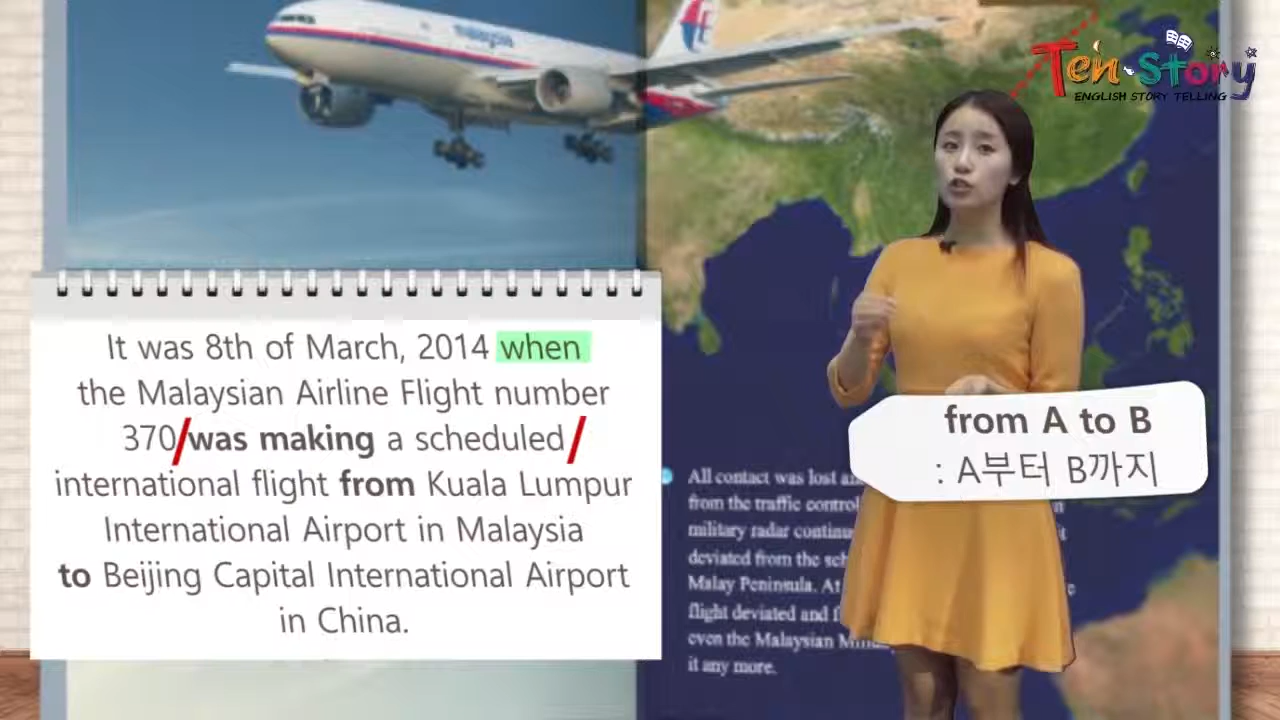 malaysia
Ten Story
ENGLISH STORY TELLING
It was 8th of March, 2014 when
the Malaysian Airline Flight number
370/was making a scheduled/
international flight from Kuala Lumpur
International Airport in Malaysia
to Beijing Capital International Airport
in China.
from A to B
: A부터 B까지
All contact was lost
from the traffic control
military radar
deviated from the
Malay Peninsula. At
flight deviated and
even the Malaysian
it any more.